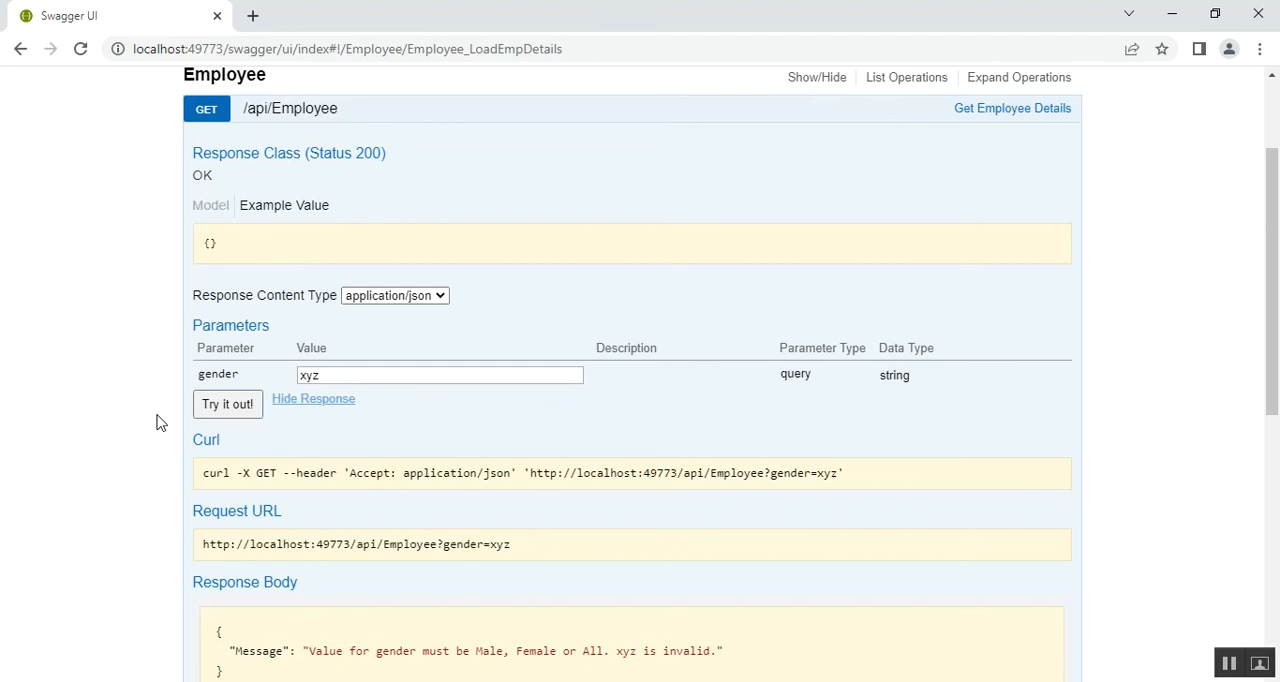 Swagger UI
localhost:49773/swagger/ui/index#!/Employee/Employee_LoadEmpDetails
Employee
Show/Hide List Operations Expand Operations
GET /api/Employee Get Employee Details
Response Class (Status 200)
OK
Model Example Value
{}
Response Content Type application/json
Parameters
Parameter Value Description Parameter Type Data Type
gender xyz query string
Try it out! Hide Response
Curl
curl -X GET --header 'Accept: application/json' 'http://localhost:49773/api/Employee?gender=xyz'
Request URL
http://localhost:49773/api/Employee?gender=xyz
Response Body
{
"Message": "Value for gender must be Male, Female or All. xyz is invalid."
}